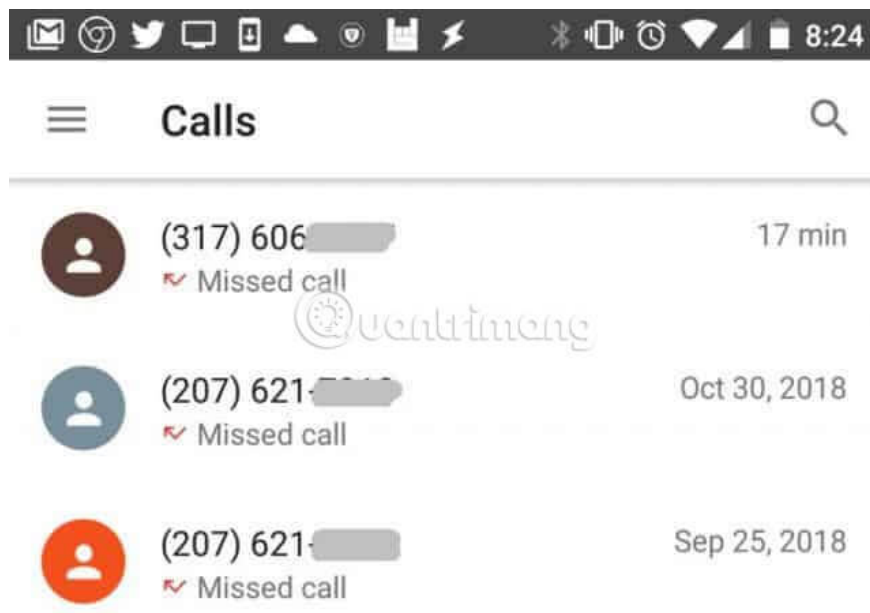 8:24
Calls
(317) 606
17 min
Missed call
Quantrimang
(207) 621-
Oct 30, 2018
Missed call
(207) 621-
Sep 25, 2018
Missed call